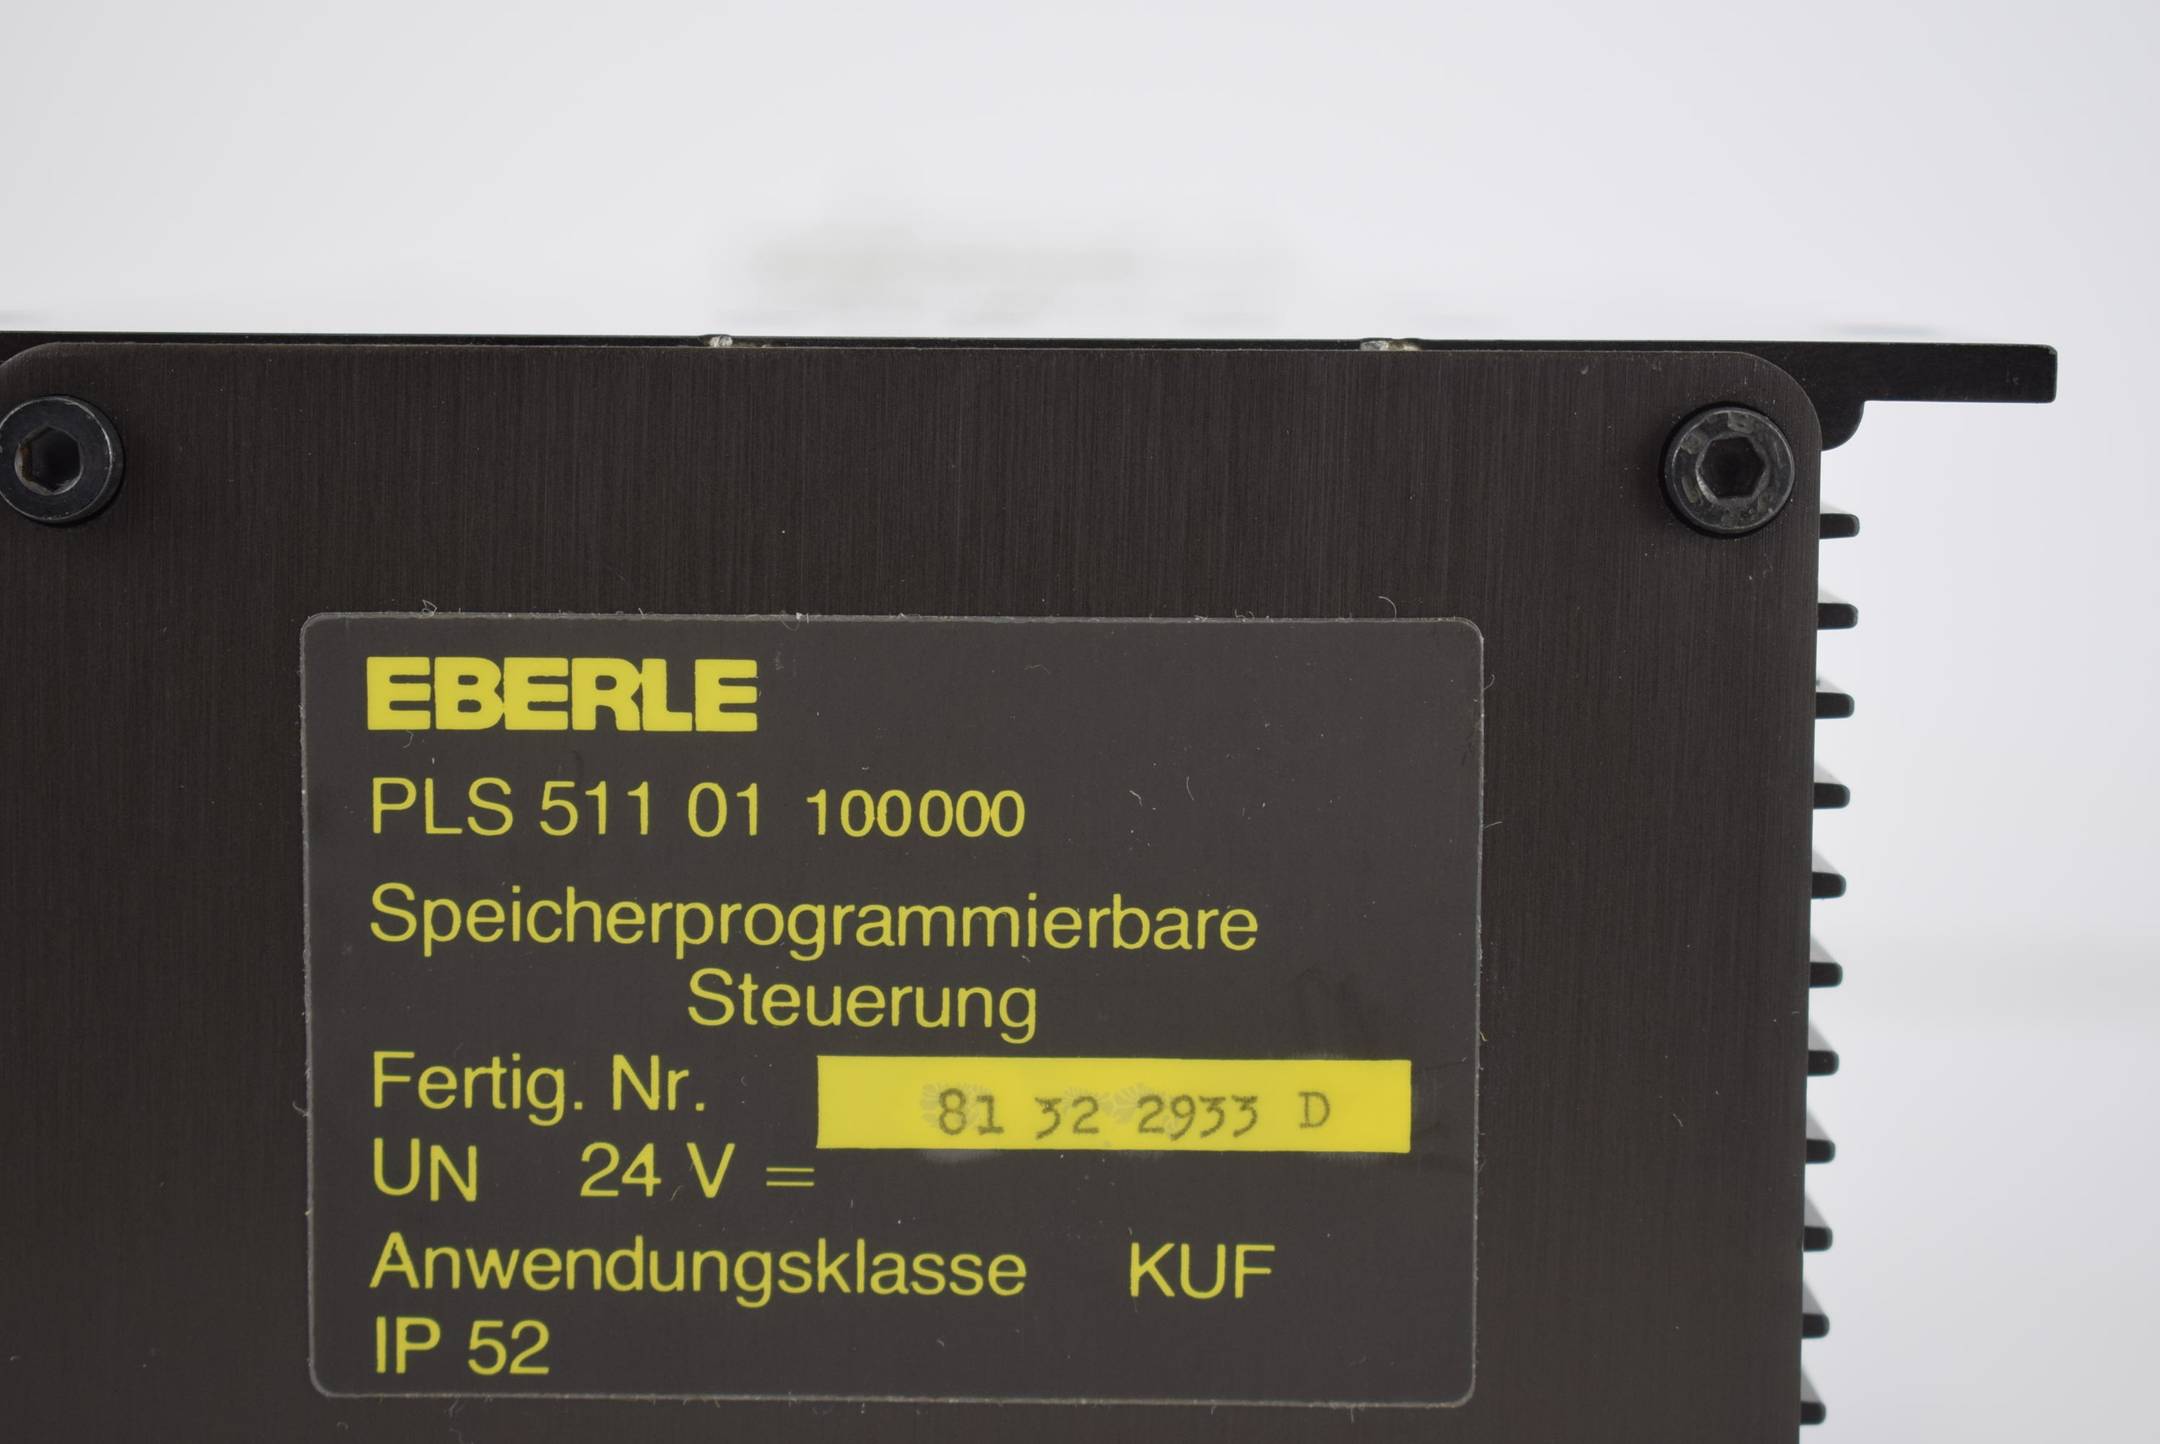 EBERLE
PLS 511 01 100000
Speicherprogrammierbare
Steuerung
Fertig. Nr. 81 32 2933 D
UN 24 V =
Anwendungsklasse KUF
IP 52